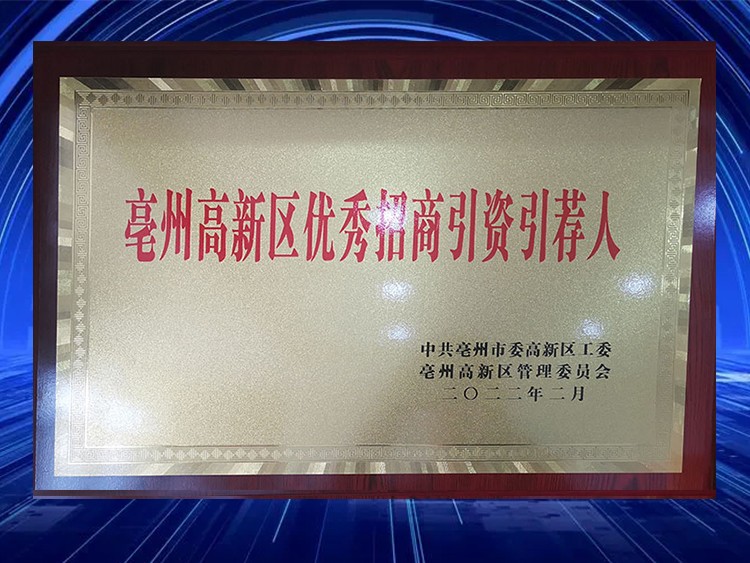 亳州高新区优秀招商引资引荐人
中共亳州市委高新区工委
亳州高新区管理委员会
二〇二二年二月